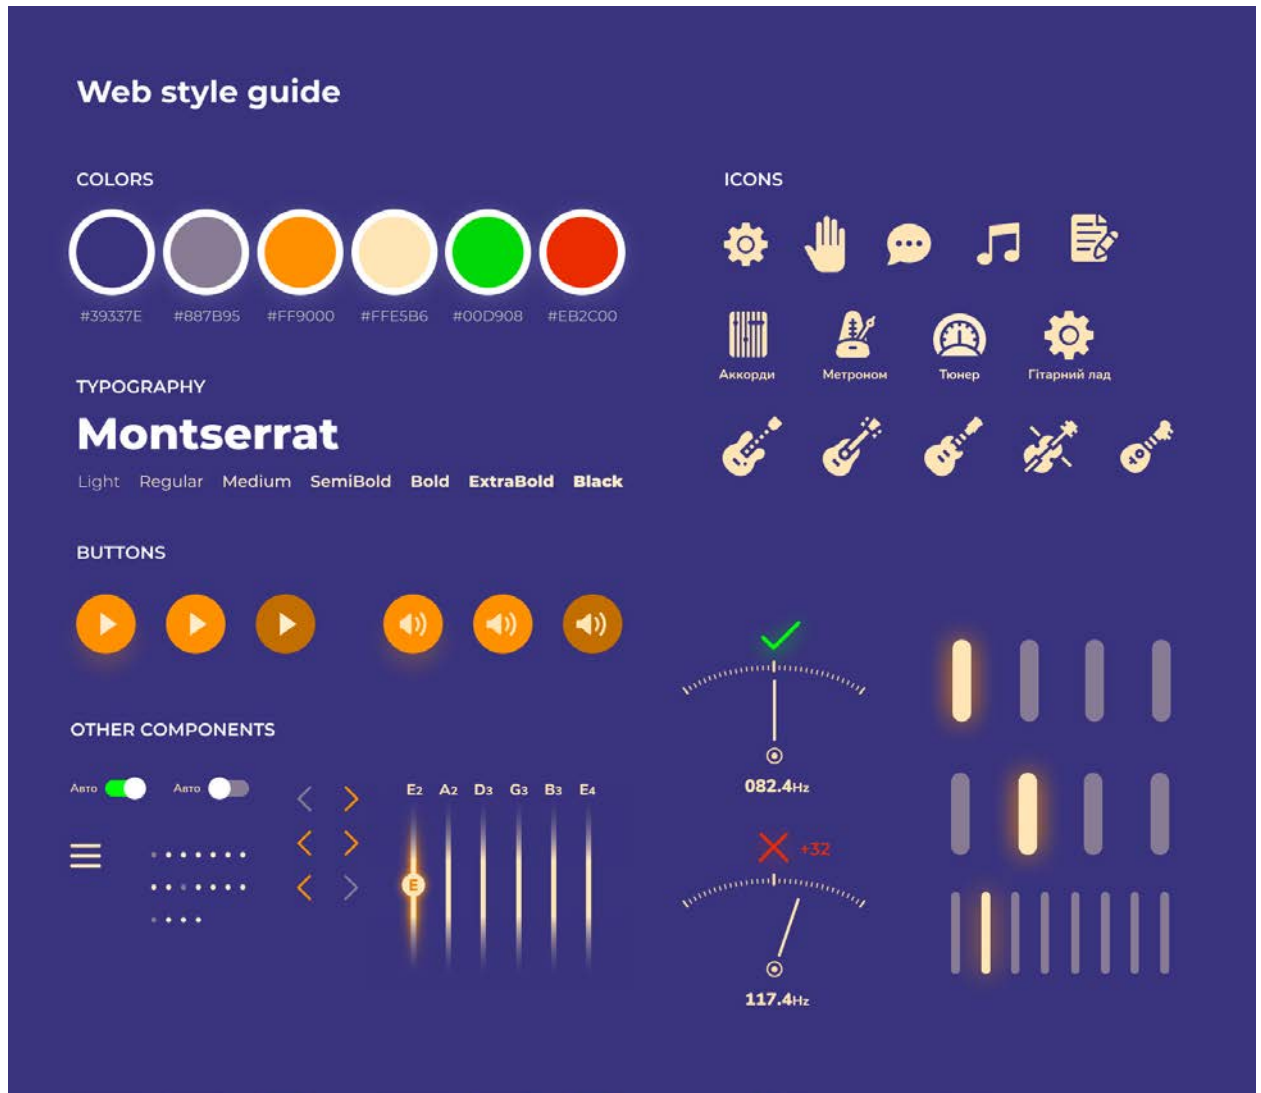 Web style guide
COLORS
#39337E #887B95 #FF9000 #FFE5B6 #00D908 #EB2C00
TYPOGRAPHY
Montserrat
Light Regular Medium SemiBold Bold ExtraBold Black
BUTTONS
OTHER COMPONENTS
Авто Авто
E2 A2 D3 G3 B3 E4
E
ICONS
Аккорди Метроном Тюнер Гітарний лад
082.4Hz
+32
117.4Hz